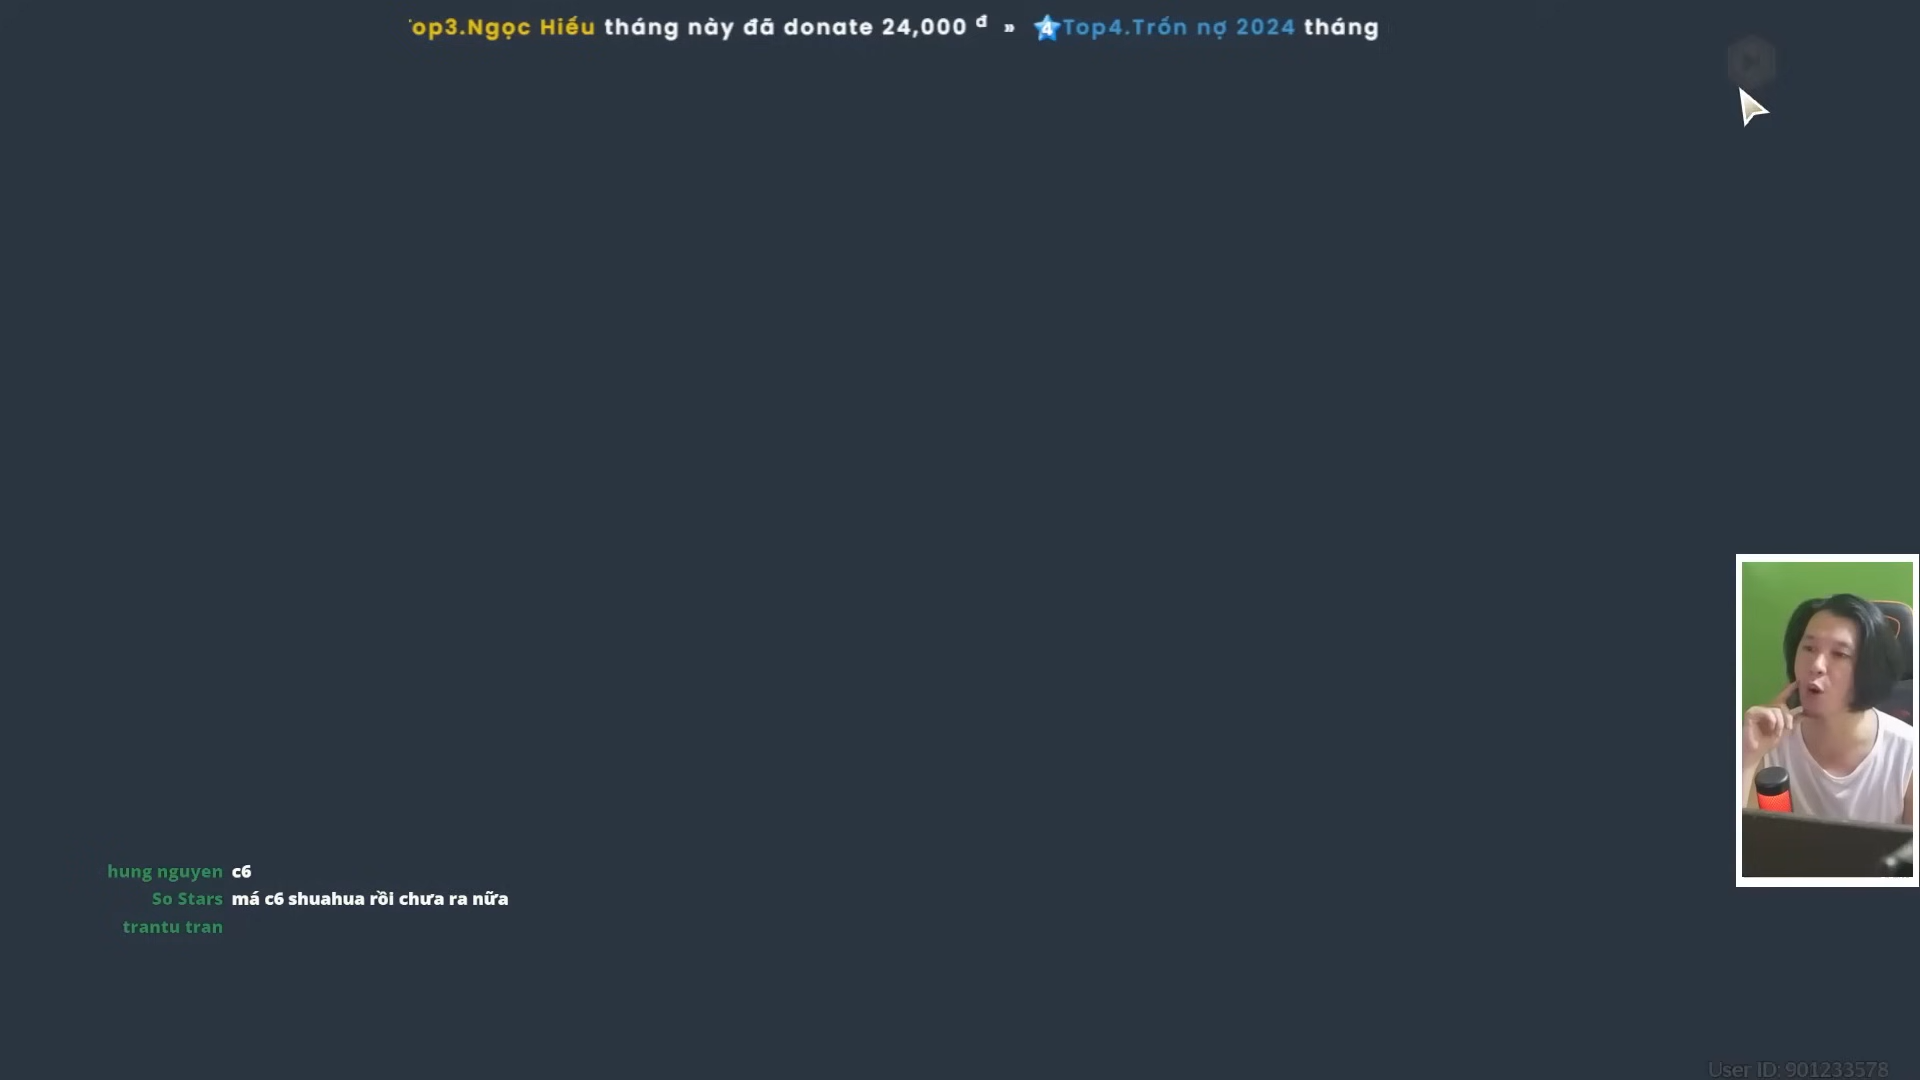 op3.Ngọc Hiếu tháng này đã donate 24,000 đ » 4 Top4.Trốn nợ 2024 tháng
hung nguyen c6
So Stars má c6 shuahua rồi chưa ra nữa
trantu tran
User ID: 901233578